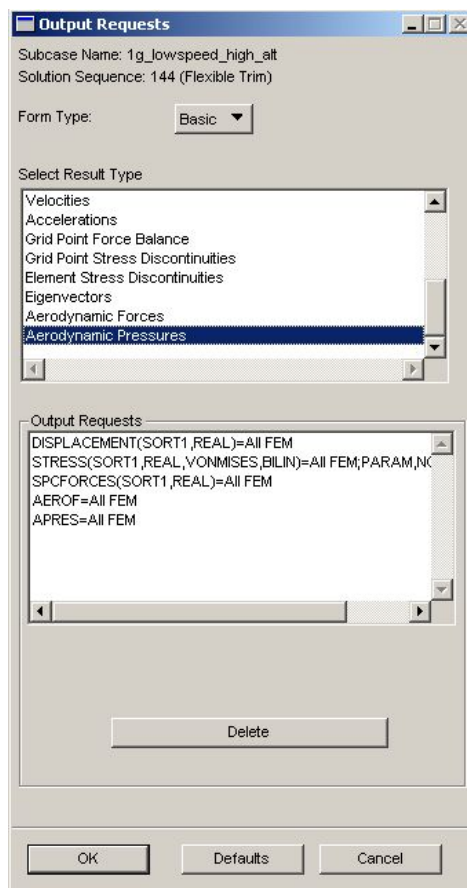 Output Requests
Subcase Name: 1g_lowspeed_high_alt
Solution Sequence: 144 (Flexible Trim)
Form Type: Basic
Select Result Type
Velocities
Accelerations
Grid Point Force Balance
Grid Point Stress Discontinuities
Element Stress Discontinuities
Eigenvectors
Aerodynamic Forces
Aerodynamic Pressures
Output Requests
DISPLACEMENT(SORT1,REAL)=All FEM
STRESS(SORT1,REAL,VONMISES,BILIN)=All FEM;PARAM,NO
SPCFORCES(SORT1,REAL)=All FEM
AEROF=All FEM
APRES=All FEM
Delete
OK Defaults Cancel